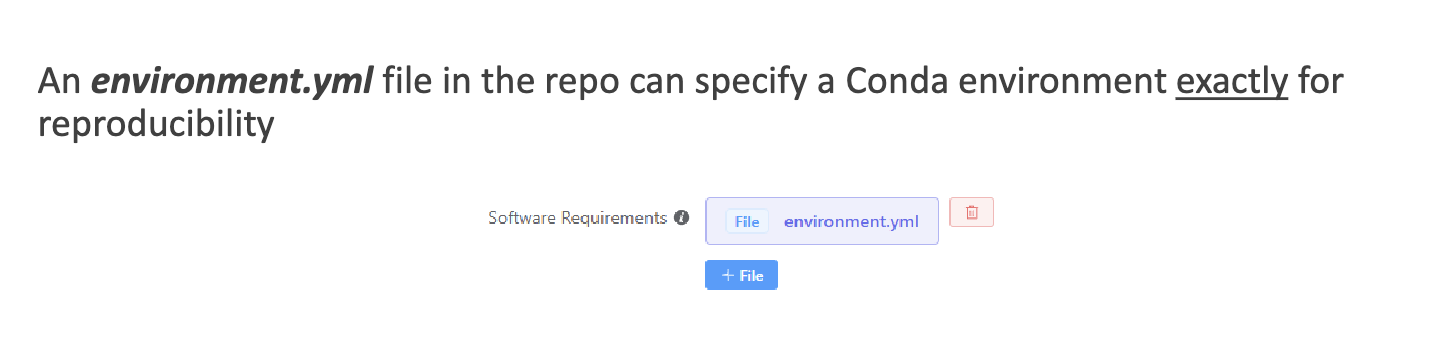 An environment.yml file in the repo can specify a Conda environment exactly for
reproducibility
Software Requirements i File environment.yml
+ File